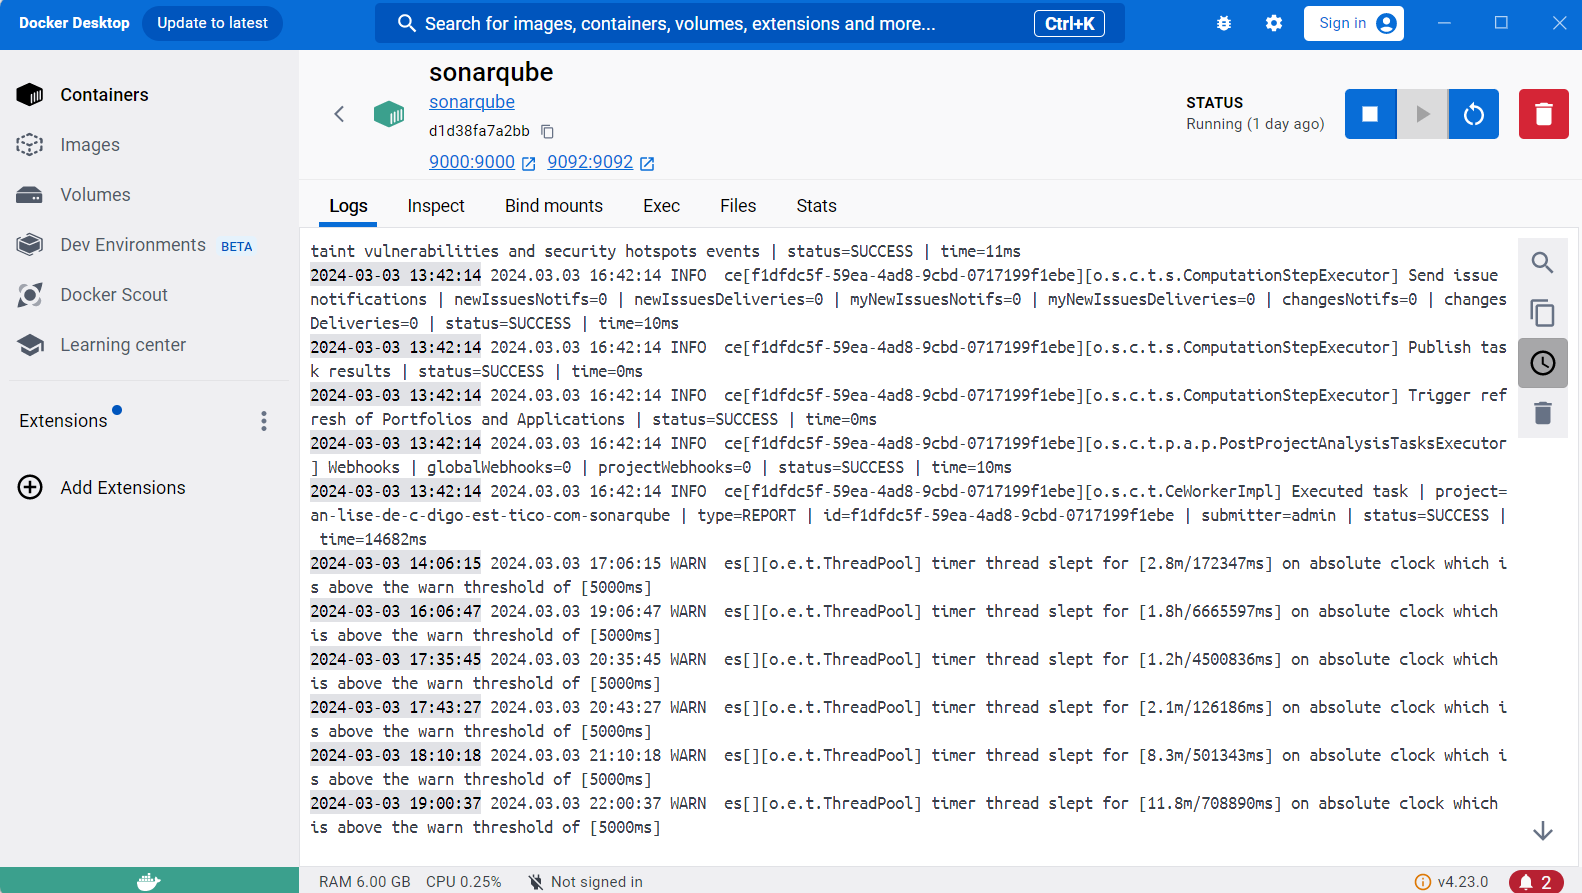 Docker Desktop
Update to latest
Search for images, containers, volumes, extensions and more...
Ctrl+K
Sign in
Containers
Images
Volumes
Dev Environments BETA
Docker Scout
Learning center
Extensions
Add Extensions
sonarqube
sonarqube
d1d38fa7a2bb
9000:9000 9092:9092
STATUS
Running (1 day ago)
Logs Inspect Bind mounts Exec Files Stats
taint vulnerabilities and security hotspots events | status=SUCCESS | time=11ms
2024-03-03 13:42:14 2024.03.03 16:42:14 INFO  ce[f1dfdc5f-59ea-4ad8-9cbd-0717199f1ebe][o.s.c.t.s.ComputationStepExecutor] Send issue
notifications | newIssuesNotifs=0 | newIssuesDeliveries=0 | myNewIssuesNotifs=0 | myNewIssuesDeliveries=0 | changesNotifs=0 | changes
Deliveries=0 | status=SUCCESS | time=10ms
2024-03-03 13:42:14 2024.03.03 16:42:14 INFO  ce[f1dfdc5f-59ea-4ad8-9cbd-0717199f1ebe][o.s.c.t.s.ComputationStepExecutor] Publish tas
k results | status=SUCCESS | time=0ms
2024-03-03 13:42:14 2024.03.03 16:42:14 INFO  ce[f1dfdc5f-59ea-4ad8-9cbd-0717199f1ebe][o.s.c.t.s.ComputationStepExecutor] Trigger ref
resh of Portfolios and Applications | status=SUCCESS | time=0ms
2024-03-03 13:42:14 2024.03.03 16:42:14 INFO  ce[f1dfdc5f-59ea-4ad8-9cbd-0717199f1ebe][o.s.c.t.p.a.p.PostProjectAnalysisTasksExecutor
] Webhooks | globalWebhooks=0 | projectWebhooks=0 | status=SUCCESS | time=10ms
2024-03-03 13:42:14 2024.03.03 16:42:14 INFO  ce[f1dfdc5f-59ea-4ad8-9cbd-0717199f1ebe][o.s.c.t.CeWorkerImpl] Executed task | project=
an-lise-de-c-digo-est-tico-com-sonarqube | type=REPORT | id=f1dfdc5f-59ea-4ad8-9cbd-0717199f1ebe | submitter=admin | status=SUCCESS |
time=14682ms
2024-03-03 14:06:15 2024.03.03 17:06:15 WARN  es[][o.e.t.ThreadPool] timer thread slept for [2.8m/172347ms] on absolute clock which i
s above the warn threshold of [5000ms]
2024-03-03 16:06:47 2024.03.03 19:06:47 WARN  es[][o.e.t.ThreadPool] timer thread slept for [1.8h/6665597ms] on absolute clock which
is above the warn threshold of [5000ms]
2024-03-03 17:35:45 2024.03.03 20:35:45 WARN  es[][o.e.t.ThreadPool] timer thread slept for [1.2h/4500836ms] on absolute clock which
is above the warn threshold of [5000ms]
2024-03-03 17:43:27 2024.03.03 20:43:27 WARN  es[][o.e.t.ThreadPool] timer thread slept for [2.1m/126186ms] on absolute clock which i
s above the warn threshold of [5000ms]
2024-03-03 18:10:18 2024.03.03 21:10:18 WARN  es[][o.e.t.ThreadPool] timer thread slept for [8.3m/501343ms] on absolute clock which i
s above the warn threshold of [5000ms]
2024-03-03 19:00:37 2024.03.03 22:00:37 WARN  es[][o.e.t.ThreadPool] timer thread slept for [11.8m/708890ms] on absolute clock which
is above the warn threshold of [5000ms]
RAM 6.00 GB CPU 0.25% Not signed in
v4.23.0
2